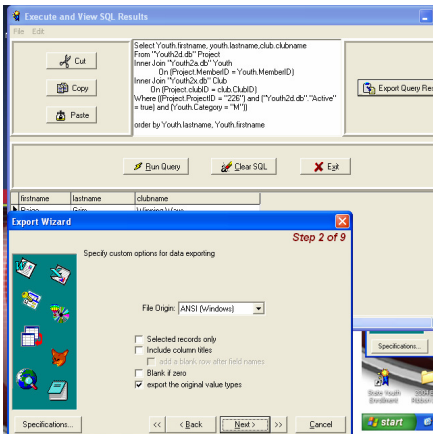 Execute and View SQL Results
File Edit
Cut
Copy
Paste
Select Youth.firstname, youth.lastname,club.clubname
From "Youth2d.db" Project
Inner Join "Youth2a.db" Youth
On (Project.MemberID = Youth.MemberID)
Inner Join "Youth2x.db" Club
On (Project.clubID = club.ClubID)
Where ((Project.ProjectID = "226") and ("Youth2d.db"."Active"
= true) and (Youth.Category = "M"))
order by Youth.lastname, Youth.firstname
Export Query Res
Run Query
Clear SQL
Exit
firstname lastname clubname
Export Wizard
Step 2 of 9
Specify custom options for data exporting
File Origin: ANSI (Windows)
Selected records only
Include column titles
add a blank row after field names
Blank if zero
export the original value types
Specifications...
<< < Back Next > >> Cancel
Specifications...
State Youth
Enrollment
start